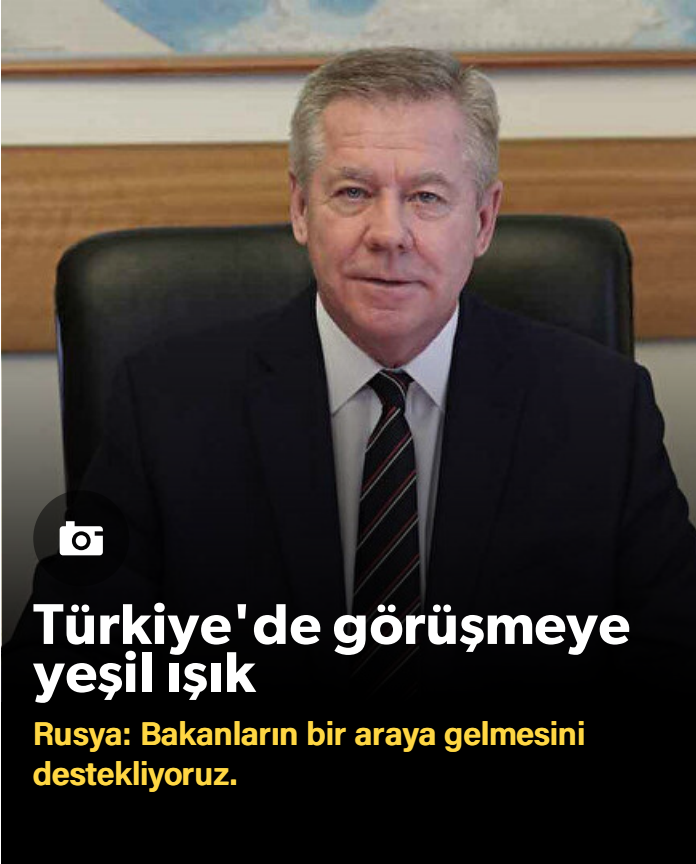 Türkiye'de görüşmeye
yeşil ışık
Rusya: Bakanların bir araya gelmesini
destekliyoruz.